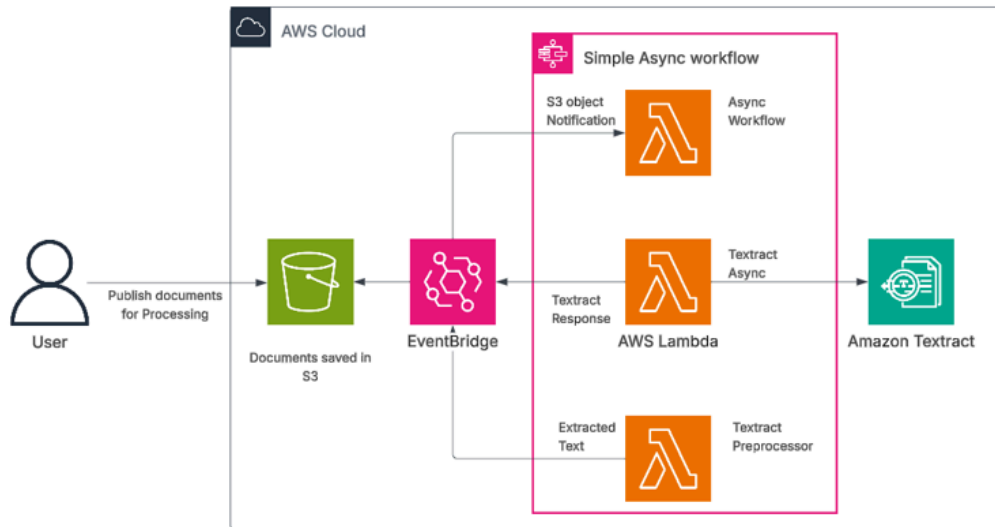 AWS Cloud
Simple Async workflow
S3 object
Notification
Async
Workflow
Publish documents
for Processing
User
Documents saved in
S3
EventBridge
Textract
Response
AWS Lambda
Textract
Async
Amazon Textract
Extracted
Text
Textract
Preprocessor